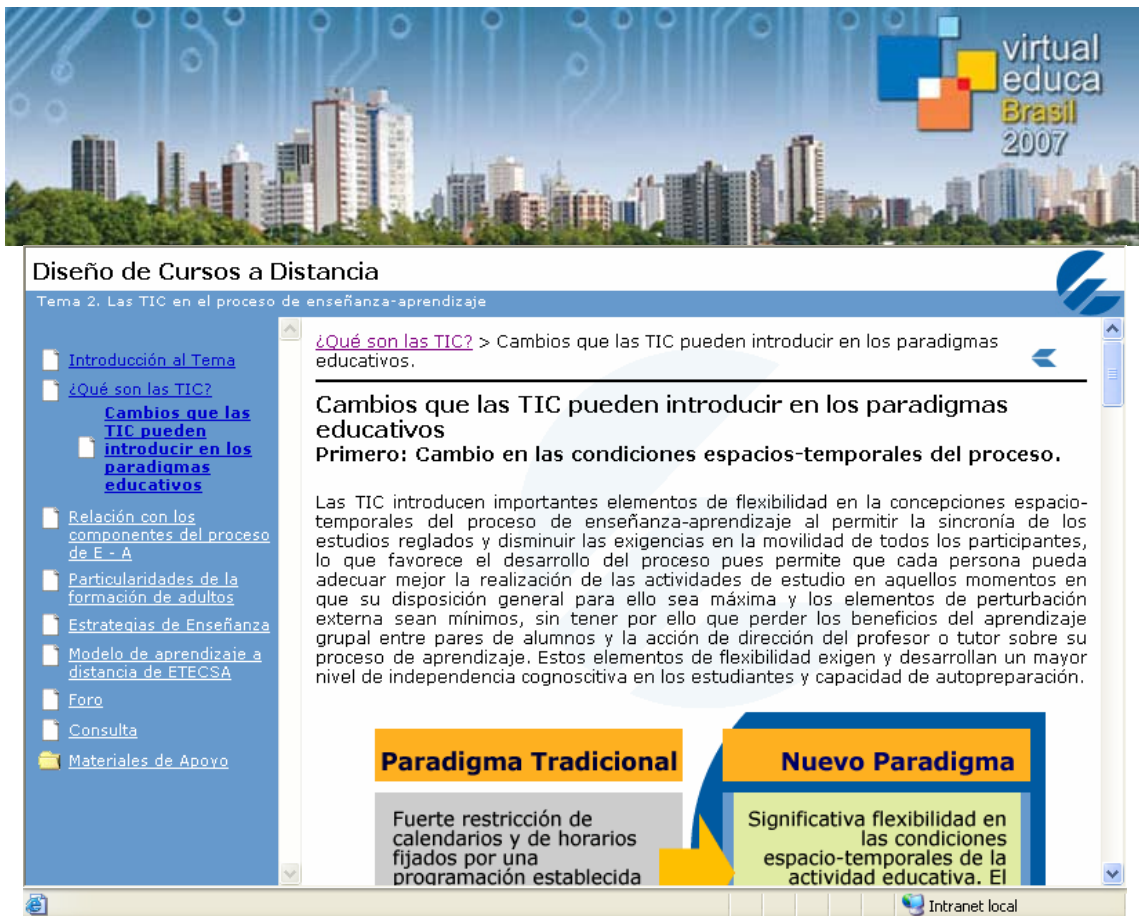 virtual
educa
Brasil
2007
Diseño de Cursos a Distancia
Tema 2. Las TIC en el proceso de enseñanza-aprendizaje
Introducción al Tema
¿Qué son las TIC?
Cambios que las
TIC pueden
introducir en los
paradigmas
educativos
Relación con los
componentes del proceso
de E - A
Particularidades de la
formación de adultos
Estrategias de Enseñanza
Modelo de aprendizaje a
distancia de ETECSA
Foro
Consulta
Materiales de Apoyo
¿Qué son las TIC? > Cambios que las TIC pueden introducir en los paradigmas
educativos.
Cambios que las TIC pueden introducir en los paradigmas
educativos
Primero: Cambio en las condiciones espacios-temporales del proceso.
Las TIC introducen importantes elementos de flexibilidad en la concepciones espacio-
temporales del proceso de enseñanza-aprendizaje al permitir la sincronía de los
estudios reglados y disminuir las exigencias en la movilidad de todos los participantes,
lo que favorece el desarrollo del proceso pues permite que cada persona pueda
adecuar mejor la realización de las actividades de estudio en aquellos momentos en
que su disposición general para ello sea máxima y los elementos de perturbación
externa sean mínimos, sin tener por ello que perder los beneficios del aprendizaje
grupal entre pares de alumnos y la acción de dirección del profesor o tutor sobre su
proceso de aprendizaje. Estos elementos de flexibilidad exigen y desarrollan un mayor
nivel de independencia cognoscitiva en los estudiantes y capacidad de autopreparación.
Paradigma Tradicional
Fuerte restricción de
calendarios y de horarios
fijados por una
programación establecida
Nuevo Paradigma
Significativa flexibilidad en
las condiciones
espacio-temporales de la
actividad educativa. El
Intranet local